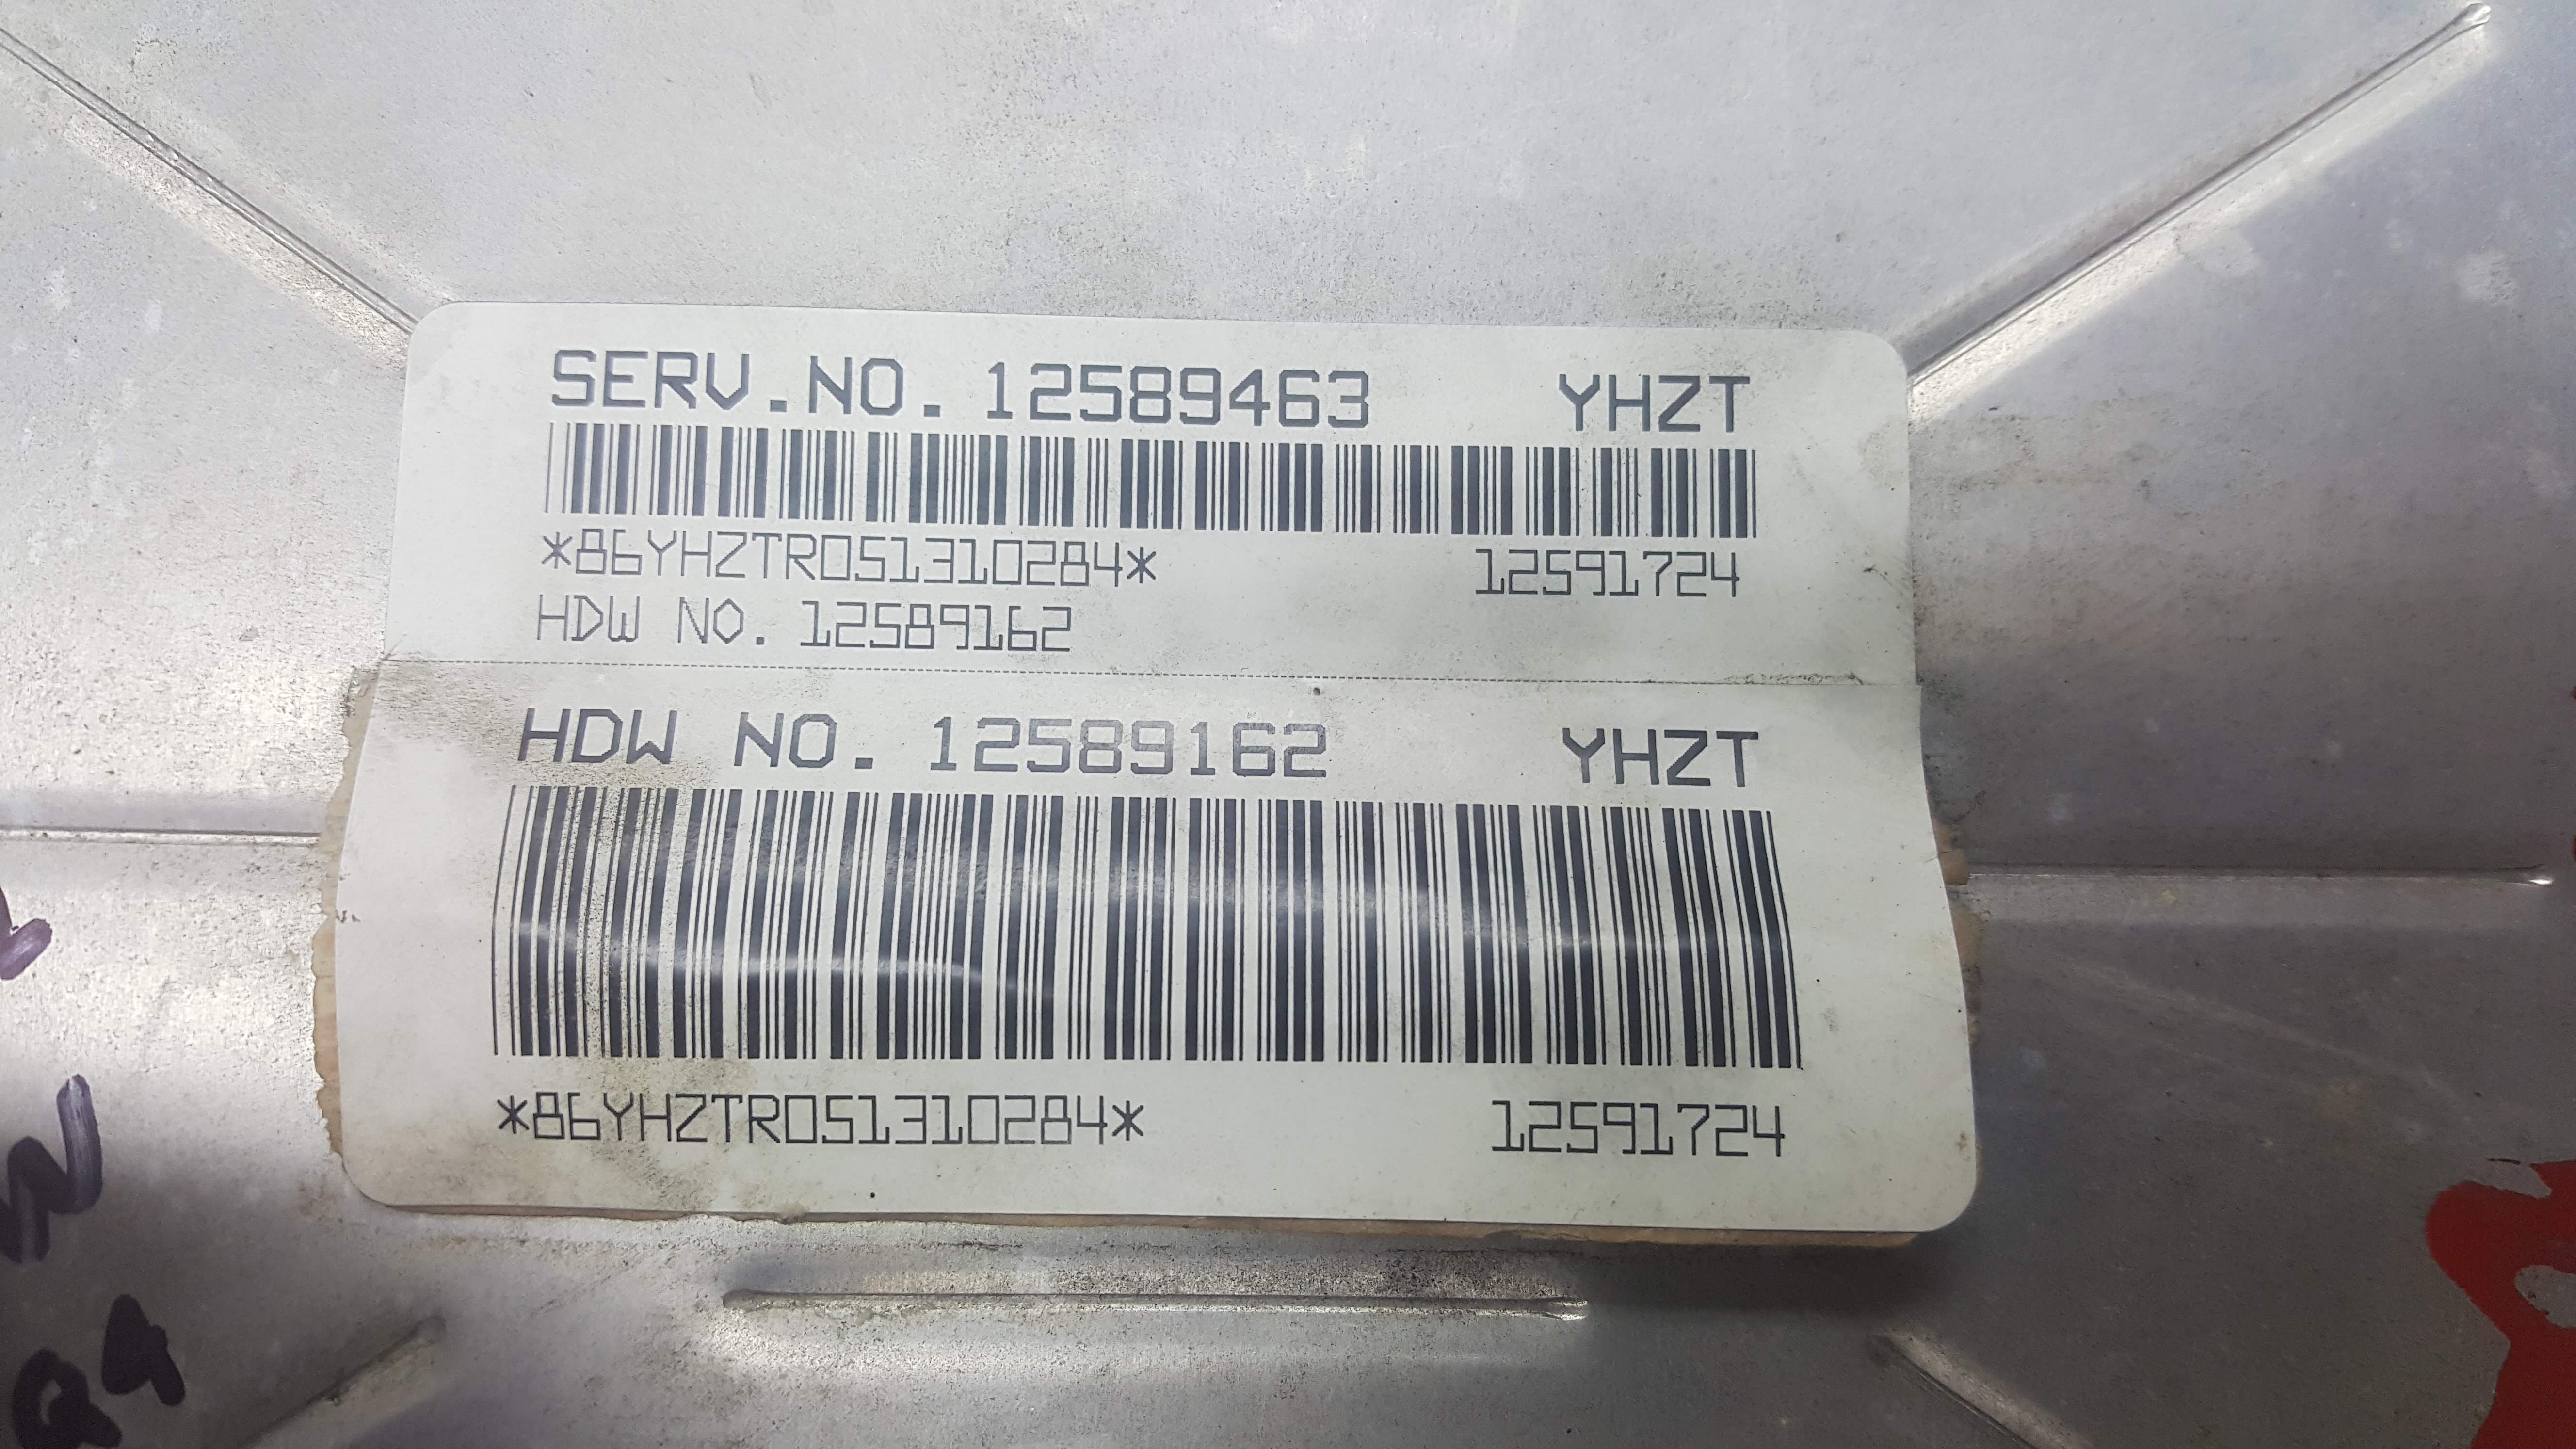 SERV.NO. 12589463 YHZT
*86YHZTR051310284* 12591724
HDW NO. 12589162
HDW NO. 12589162 YHZT
*86YHZTR051310284* 12591724